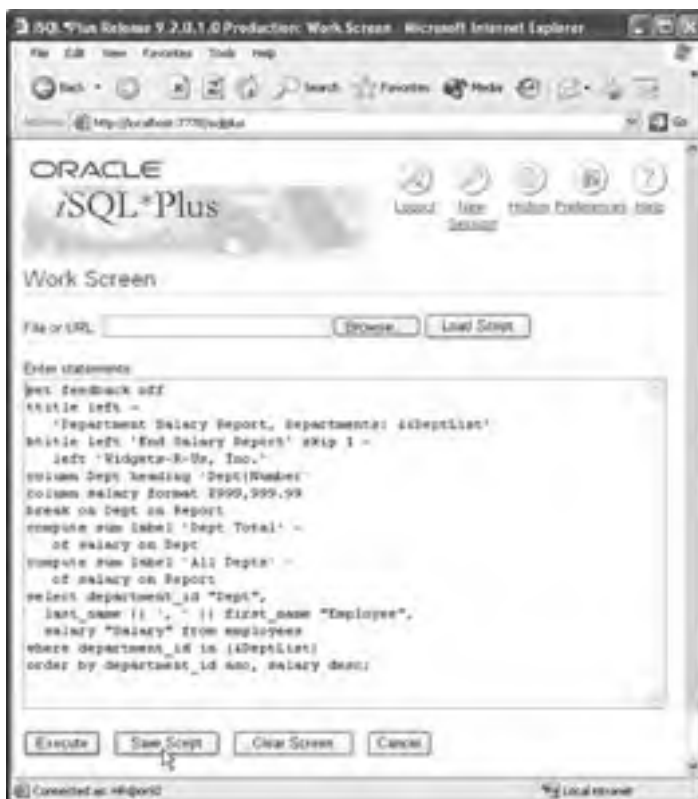 iSQL*Plus Release 9.2.0.1.0 Production: Work Screen - Microsoft Internet Explorer
File Edit View Favorites Tools Help
Back Search Favorites Media
http://localhost:7778/isqlplus Go
ORACLE
iSQL*Plus
Logout New Session History Preferences Help
Work Screen
File or URL: Browse... Load Script
Enter statements:
set feedback off
ttitle left -
'Department Salary Report, Departments: &&DeptList'
btitle left 'End Salary Report' skip 1 -
left 'Widgets-R-Us, Inc.'
column Dept heading 'Dept|Number'
column salary format $999,999.99
break on Dept on Report
compute sum label 'Dept Total' -
of salary on Dept
compute sum label 'All Depts' -
of salary on Report
select department_id "Dept",
last_name || ', ' || first_name "Employee",
salary "Salary" from employees
where department_id in (&DeptList)
order by department_id asc, salary desc;
Execute Save Script Clear Screen Cancel
Local intranet